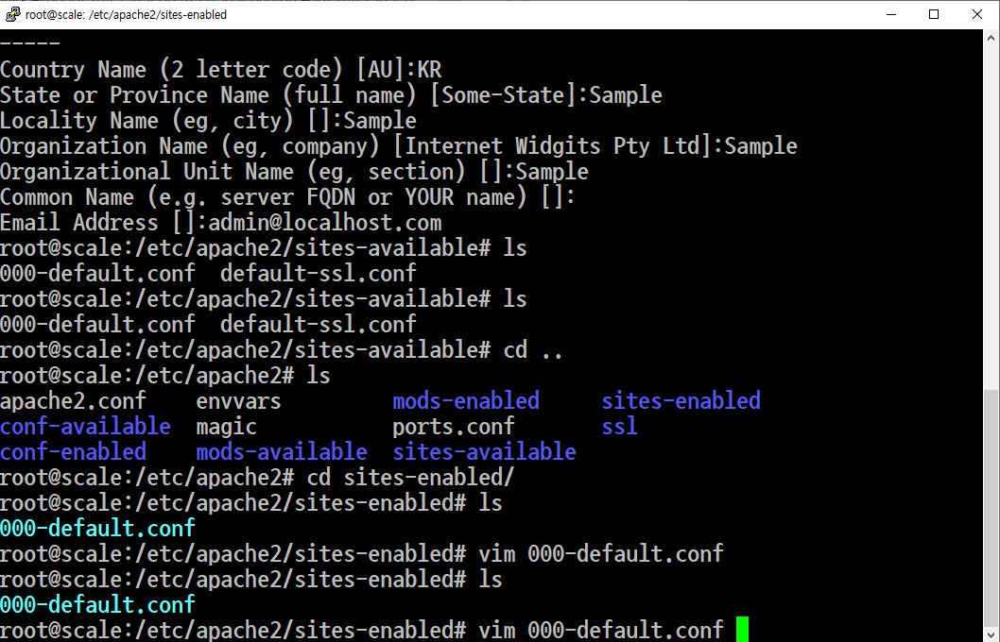 root@scale: /etc/apache2/sites-enabled
-----
Country Name (2 letter code) [AU]:KR
State or Province Name (full name) [Some-State]:Sample
Locality Name (eg, city) []:Sample
Organization Name (eg, company) [Internet Widgits Pty Ltd]:Sample
Organizational Unit Name (eg, section) []:Sample
Common Name (e.g. server FQDN or YOUR name) []:
Email Address []:admin@localhost.com
root@scale:/etc/apache2/sites-available# ls
000-default.conf  default-ssl.conf
root@scale:/etc/apache2/sites-available# ls
000-default.conf  default-ssl.conf
root@scale:/etc/apache2/sites-available# cd ..
root@scale:/etc/apache2# ls
apache2.conf    envvars         mods-enabled     sites-enabled
conf-available  magic           ports.conf       ssl
conf-enabled    mods-available  sites-available
root@scale:/etc/apache2# cd sites-enabled/
root@scale:/etc/apache2/sites-enabled# ls
000-default.conf
root@scale:/etc/apache2/sites-enabled# vim 000-default.conf
root@scale:/etc/apache2/sites-enabled# ls
000-default.conf
root@scale:/etc/apache2/sites-enabled# vim 000-default.conf